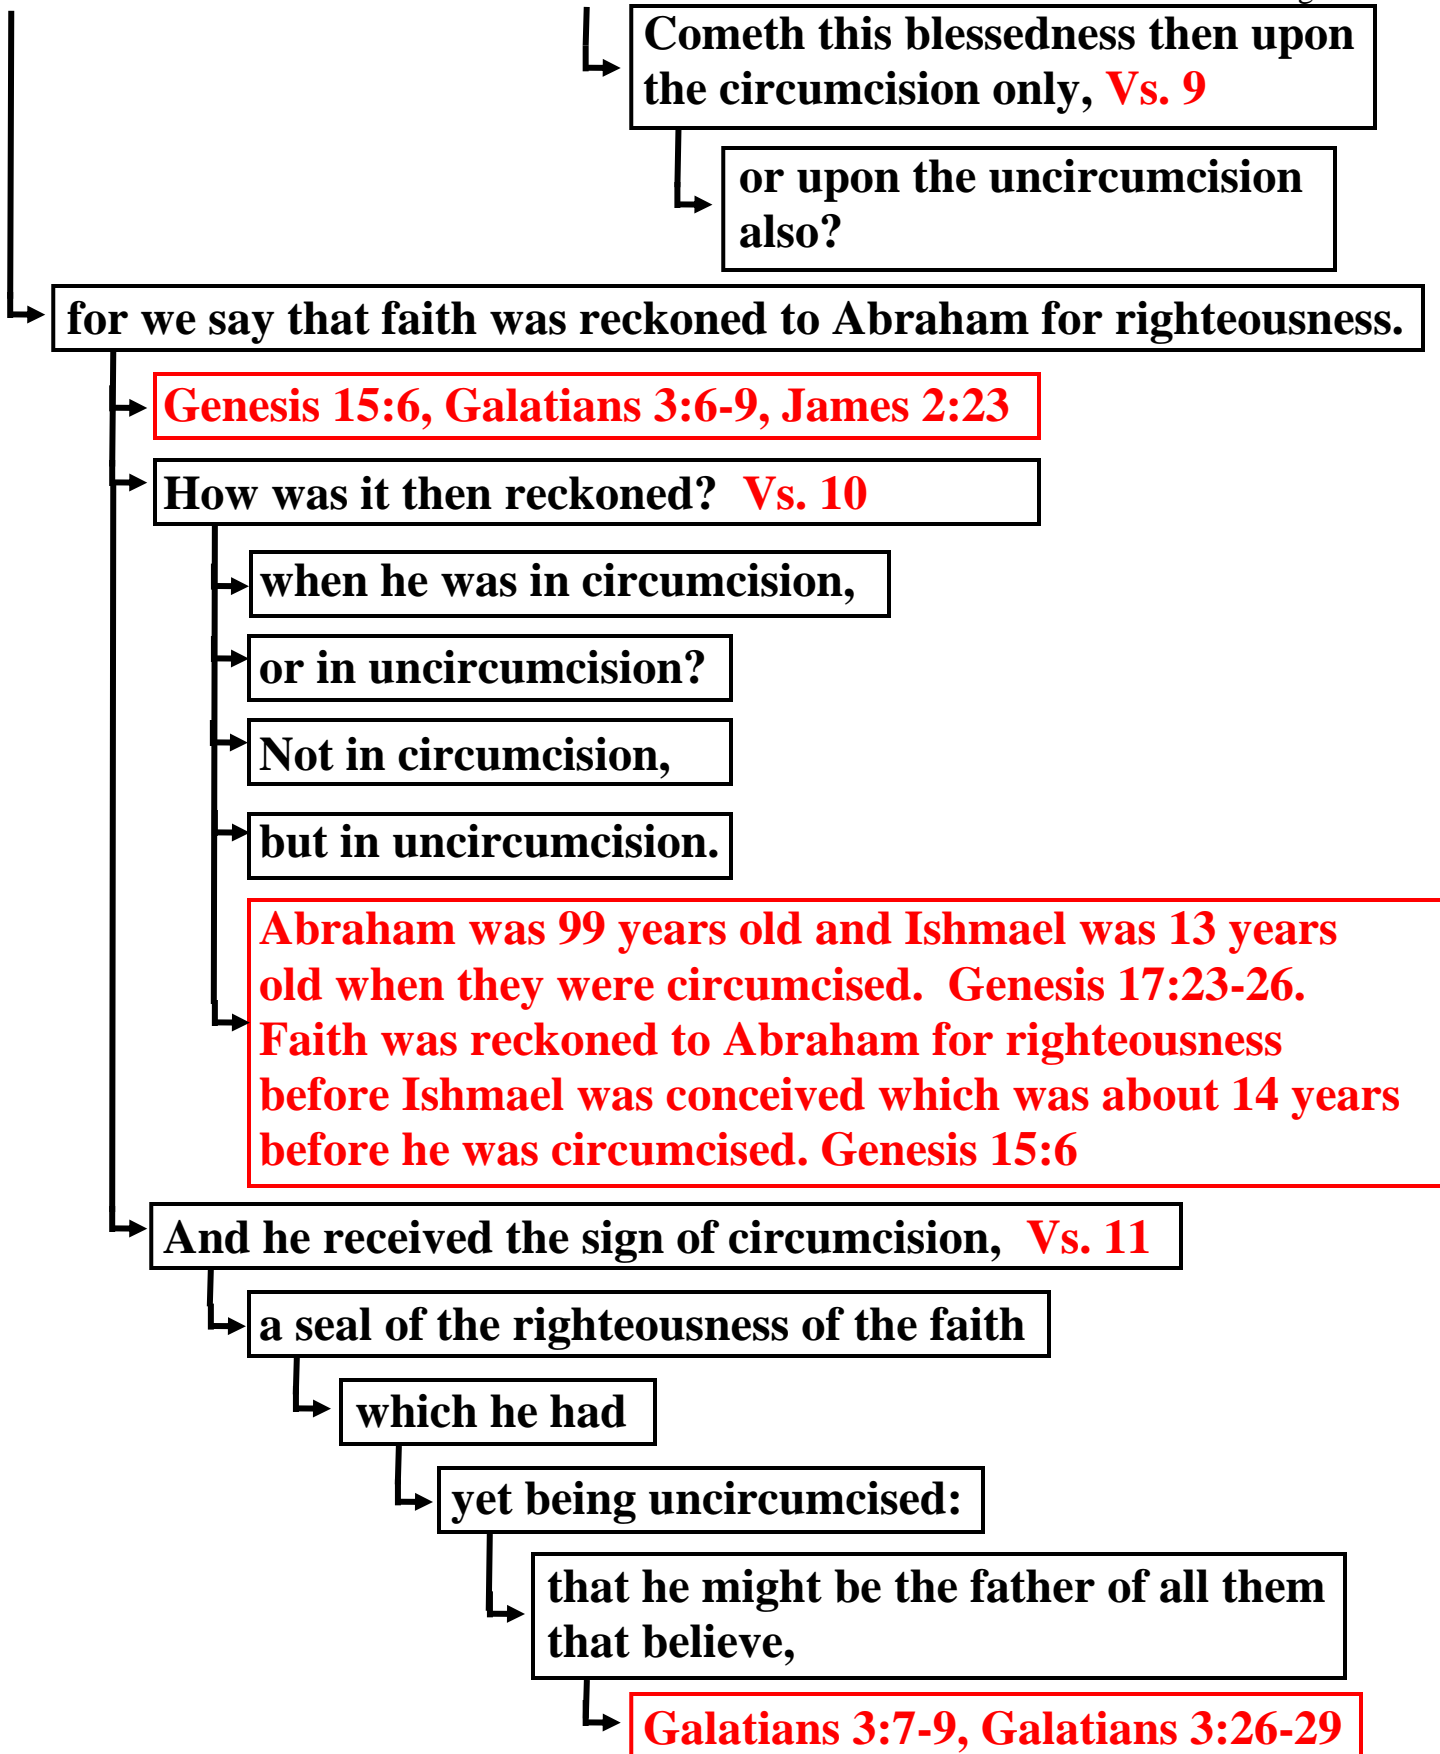 Cometh this blessedness then upon
the circumcision only, Vs. 9
or upon the uncircumcision
also?
for we say that faith was reckoned to Abraham for righteousness.
Genesis 15:6, Galatians 3:6-9, James 2:23
How was it then reckoned? Vs. 10
when he was in circumcision,
or in uncircumcision?
Not in circumcision,
but in uncircumcision.
Abraham was 99 years old and Ishmael was 13 years
old when they were circumcised. Genesis 17:23-26.
Faith was reckoned to Abraham for righteousness
before Ishmael was conceived which was about 14 years
before he was circumcised. Genesis 15:6
And he received the sign of circumcision, Vs. 11
a seal of the righteousness of the faith
which he had
yet being uncircumcised:
that he might be the father of all them
that believe,
Galatians 3:7-9, Galatians 3:26-29